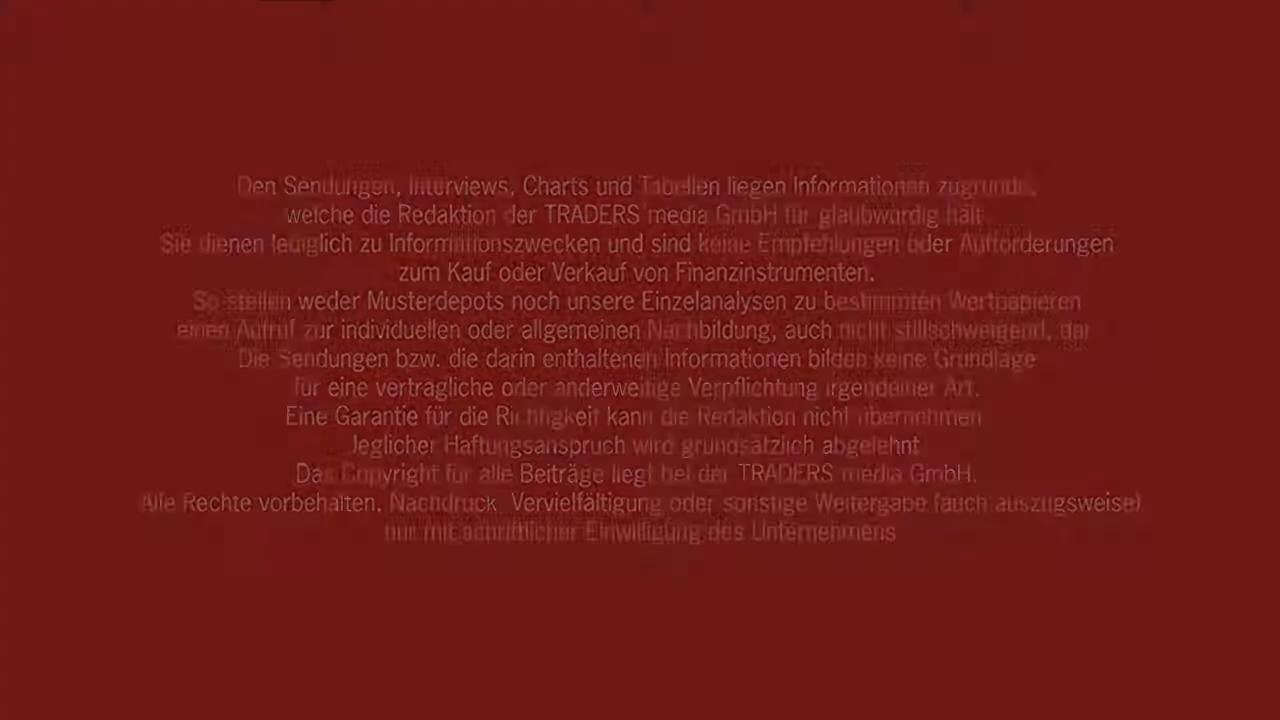 Den Sendungen, Interviews, Charts und Tabellen liegen Informationen zugrunde,
welche die Redaktion der TRADERS media GmbH für glaubwürdig hält.
Sie dienen lediglich zu Informationszwecken und sind keine Empfehlungen oder Aufforderungen
zum Kauf oder Verkauf von Finanzinstrumenten.
So stellen weder Musterdepots noch unsere Einzelanalysen zu bestimmten Wertpapieren
einen Aufruf zur individuellen oder allgemeinen Nachbildung, auch nicht stillschweigend, dar.
Die Sendungen bzw. die darin enthaltenen Informationen bilden keine Grundlage
für eine vertragliche oder anderweitige Verpflichtung irgendeiner Art.
Eine Garantie für die Richtigkeit kann die Redaktion nicht übernehmen
Jeglicher Haftungsanspruch wird grundsätzlich abgelehnt
Das Copyright für alle Beiträge liegt bei der TRADERS media GmbH.
Alle Rechte vorbehalten. Nachdruck, Vervielfältigung oder sonstige Weitergabe (auch auszugsweise)
nur mit schriftlicher Einwilligung des Unternehmens